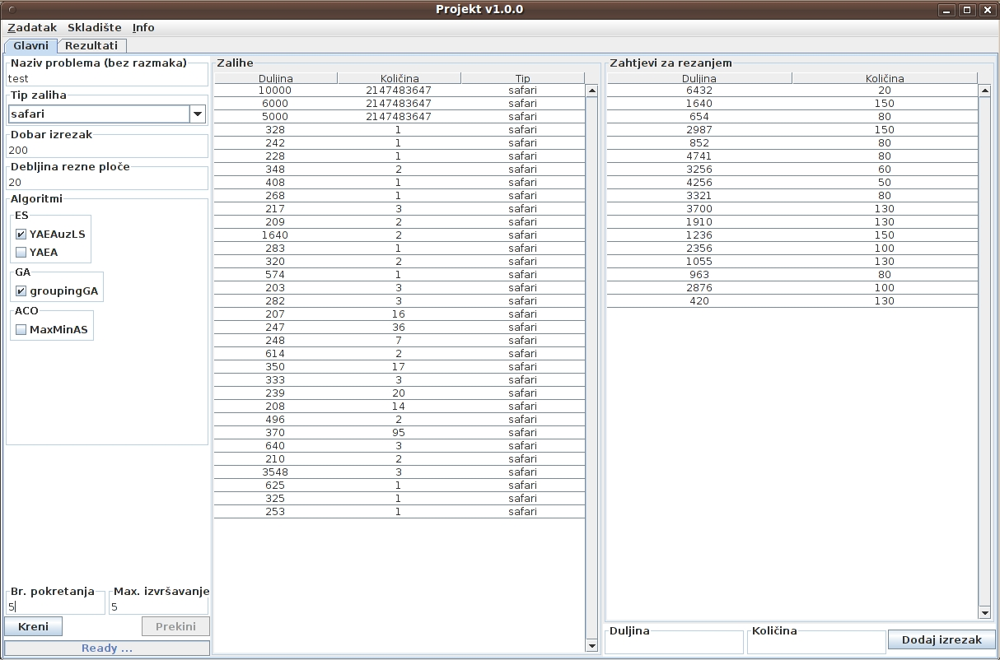 Projekt v1.0.0
Zadatak Skladište Info
Glavni Rezultati
Naziv problema (bez razmaka)
test
Tip zaliha
safari
Dobar izrezak
200
Debljina rezne ploče
20
Algoritmi
ES
YAEAuzLS
YAEA
GA
groupingGA
ACO
MaxMinAS
Br. pokretanja Max. izvršavanje
5 5
Kreni Prekini
Ready ...
Zalihe
Duljina Količina Tip
10000 2147483647 safari
6000 2147483647 safari
5000 2147483647 safari
328 1 safari
242 1 safari
228 1 safari
348 2 safari
408 1 safari
268 1 safari
217 3 safari
209 2 safari
1640 2 safari
283 1 safari
320 2 safari
574 1 safari
203 3 safari
282 3 safari
207 16 safari
247 36 safari
248 7 safari
614 2 safari
350 17 safari
333 3 safari
239 20 safari
208 14 safari
496 2 safari
370 95 safari
640 3 safari
210 2 safari
3548 3 safari
625 1 safari
325 1 safari
253 1 safari
Zahtjevi za rezanjem
Duljina Količina
6432 20
1640 150
654 80
2987 150
852 80
4741 80
3256 60
4256 50
3321 80
3700 130
1910 130
1236 150
2356 100
1055 130
963 80
2876 100
420 130
Duljina Količina
Dodaj izrezak